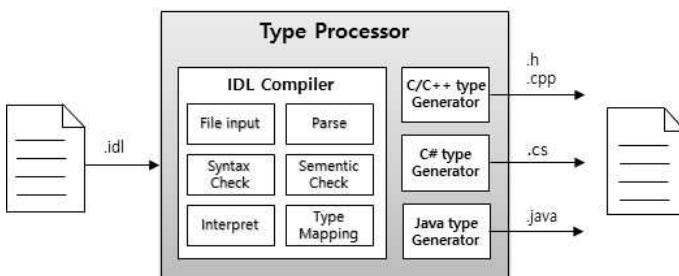 Type Processor
IDL Compiler
File input
Parse
Syntax
Check
Sementic
Check
Interpret
Type
Mapping
C/C++ type
Generator
C# type
Generator
Java type
Generator
.idl
.h
.cpp
.cs
.java